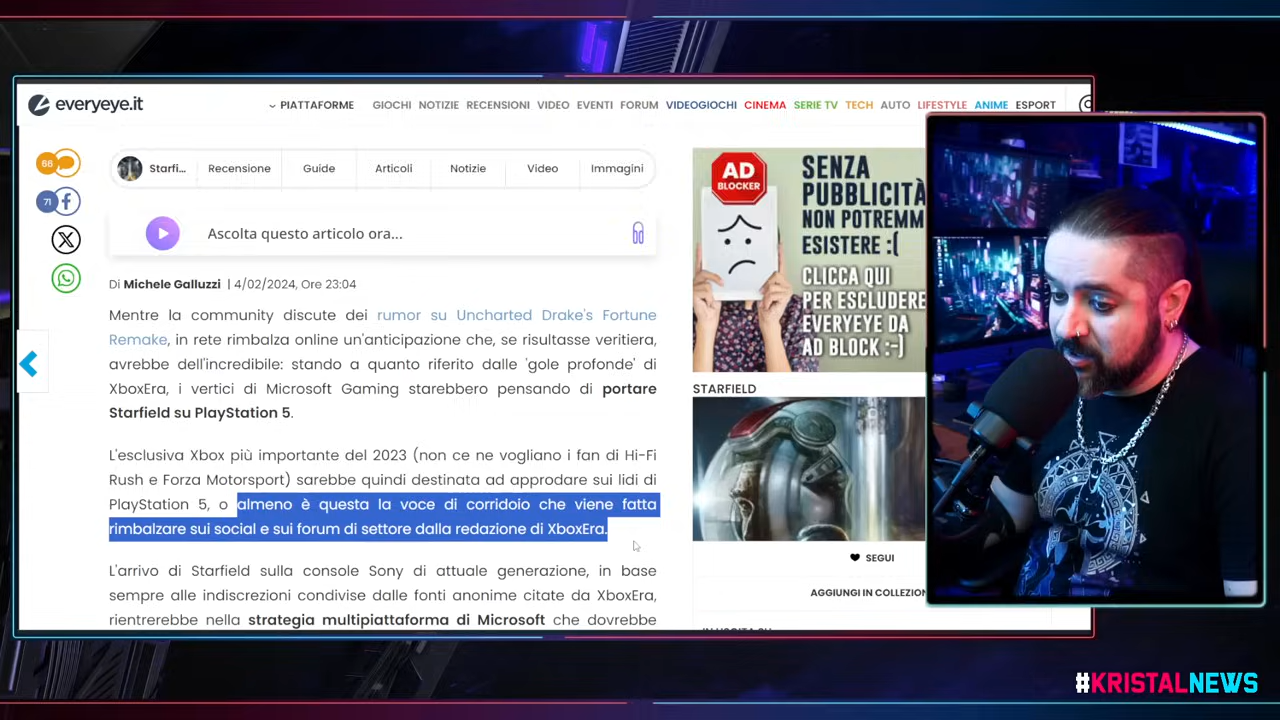 everyeye.it
PIATTAFORME GIOCHI NOTIZIE RECENSIONI VIDEO EVENTI FORUM VIDEOGIOCHI CINEMA SERIE TV TECH AUTO LIFESTYLE ANIME ESPORT
68
71
Starfi... Recensione Guide Articoli Notizie Video Immagini
Ascolta questo articolo ora...
Di Michele Galluzzi | 4/02/2024, Ore 23:04
Mentre la community discute dei rumor su Uncharted Drake's Fortune
Remake, in rete rimbalza online un'anticipazione che, se risultasse veritiera,
avrebbe dell'incredibile: stando a quanto riferito dalle 'gole profonde' di
XboxEra, i vertici di Microsoft Gaming starebbero pensando di portare
Starfield su PlayStation 5.
L'esclusiva Xbox più importante del 2023 (non ce ne vogliano i fan di Hi-Fi
Rush e Forza Motorsport) sarebbe quindi destinata ad approdare sui lidi di
PlayStation 5, o almeno è questa la voce di corridoio che viene fatta
rimbalzare sui social e sui forum di settore dalla redazione di XboxEra.
L'arrivo di Starfield sulla console Sony di attuale generazione, in base
sempre alle indiscrezioni condivise dalle fonti anonime citate da XboxEra,
rientrerebbe nella strategia multipiattaforma di Microsoft che dovrebbe
AD
BLOCKER
SENZA
PUBBLICITÀ
NON POTREMM
ESISTERE :(
CLICCA QUI
PER ESCLUDERE
EVERYEYE DA
AD BLOCK :-)
STARFIELD
SEGUI
AGGIUNGI IN COLLEZION
#KRISTALNEWS